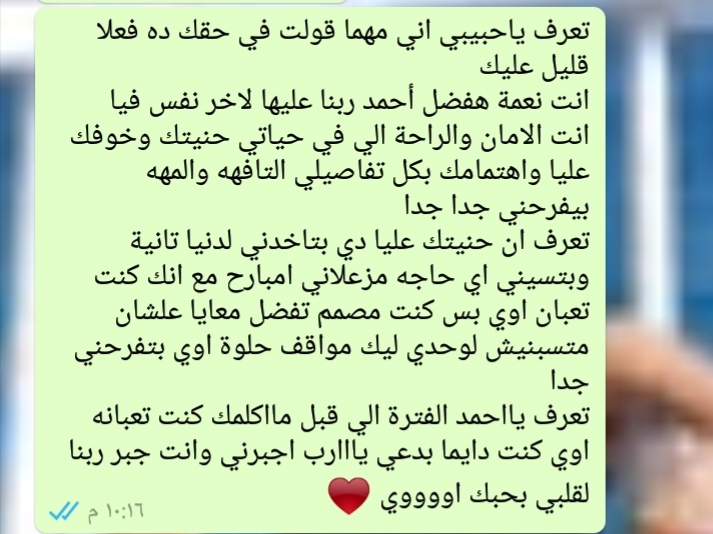 تعرف ياحبيبي اني مهما قولت في حقك ده فعلا
قليل عليك
انت نعمة هفضل أحمد ربنا عليها لاخر نفس فيا
انت الامان والراحة الي في حياتي حنيتك وخوفك
عليا واهتمامك بكل تفاصيلي التافهه والمهه
بيفرحني جدا جدا
تعرف ان حنيتك عليا دي بتاخدني لدنيا تانية
وبتسيني اي حاجه مزعلاني امبارح مع انك كنت
تعبان اوي بس كنت مصمم تفضل معايا علشان
متسبنيش لوحدي ليك مواقف حلوة اوي بتفرحني
جدا
تعرف يااحمد الفترة الي قبل مااكلمك كنت تعبانه
اوي كنت دايما بدعي يااارب اجبرني وانت جبر ربنا
لقلبي بحبك اووووي ❤
١٠:١٦ م